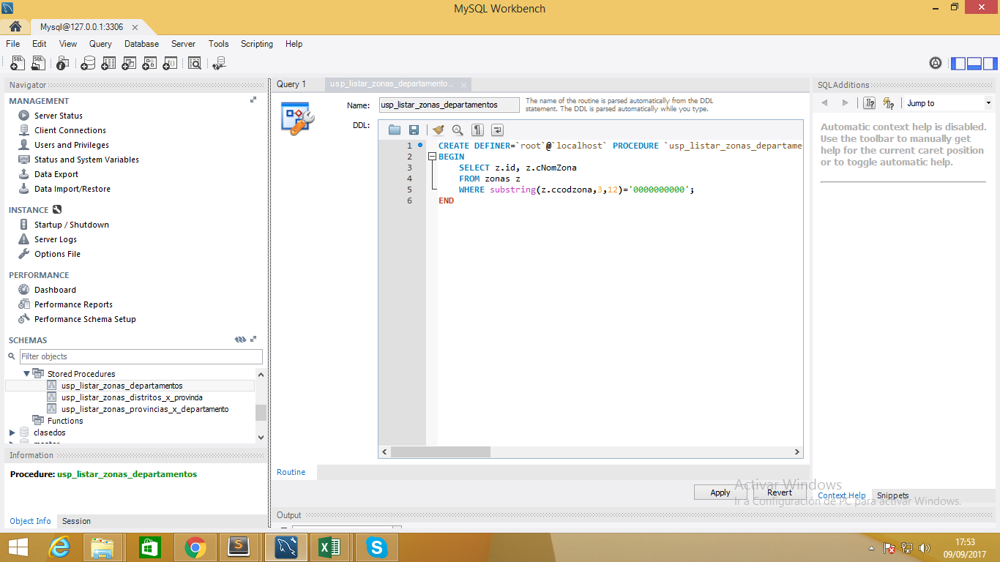 MySQL Workbench
Mysql@127.0.0.1:3306
File Edit View Query Database Server Tools Scripting Help
Navigator
MANAGEMENT
Server Status
Client Connections
Users and Privileges
Status and System Variables
Data Export
Data Import/Restore
INSTANCE
Startup / Shutdown
Server Logs
Options File
PERFORMANCE
Dashboard
Performance Reports
Performance Schema Setup
SCHEMAS
Filter objects
Stored Procedures
usp_listar_zonas_departamentos
usp_listar_zonas_distritos_x_provincia
usp_listar_zonas_provincias_x_departamento
Functions
clasedos
Information
Procedure: usp_listar_zonas_departamentos
Object Info Session
Query 1 usp_listar_zonas_departamento...
Name: usp_listar_zonas_departamentos
The name of the routine is parsed automatically from the DDL
statement. The DDL is parsed automatically while you type.
DDL:
1 CREATE DEFINER=`root`@`localhost` PROCEDURE `usp_listar_zonas_departame
2 BEGIN
3 SELECT z.id, z.cNomZona
4 FROM zonas z
5 WHERE substring(z.ccodzona,3,12)='0000000000';
6 END
Routine
Apply Revert
Output
SQLAdditions
Jump to
Automatic context help is disabled.
Use the toolbar to manually get
help for the current caret position
or to toggle automatic help.
Context Help Snippets
Activar Windows
Ir a Configuración de PC para activar Windows.
17:53
09/09/2017